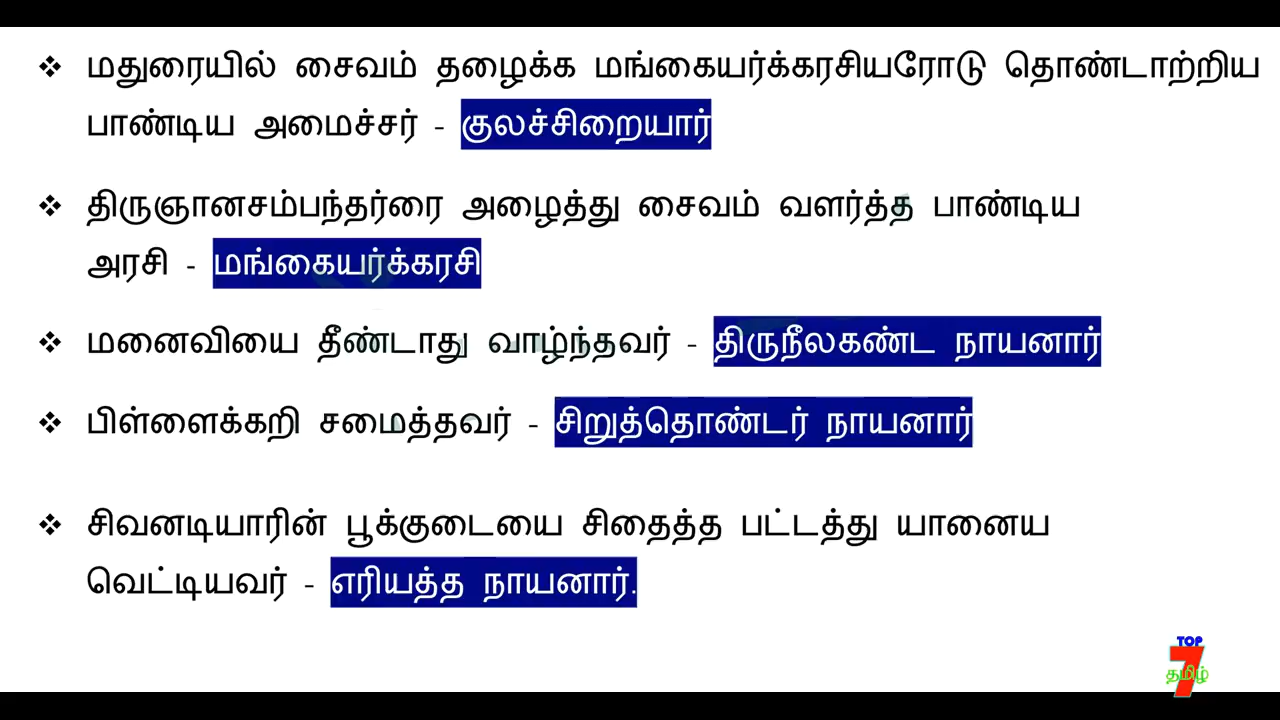 ❖ மதுரையில் சைவம் தழைக்க மங்கையர்க்கரசியரோடு தொண்டாற்றிய
பாண்டிய அமைச்சர் - குலச்சிறையார்
❖ திருஞானசம்பந்தர்ரை அழைத்து சைவம் வளர்த்த பாண்டிய
அரசி - மங்கையர்க்கரசி
❖ மனைவியை தீண்டாது வாழ்ந்தவர் - திருநீலகண்ட நாயனார்
❖ பிள்ளைக்கறி சமைத்தவர் - சிறுத்தொண்டர் நாயனார்
❖ சிவனடியாரின் பூக்குடையை சிதைத்த பட்டத்து யானைய
வெட்டியவர் - எரியத்த நாயனார்.
TOP
7
தமிழ்